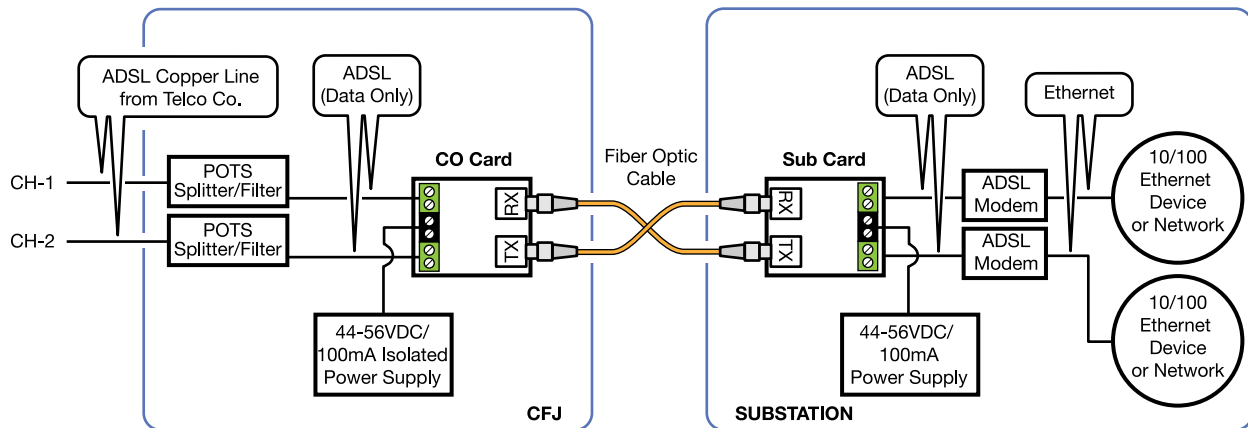 ADSL Copper Line
from Telco Co.
ADSL
(Data Only)
CH-1
CH-2
POTS
Splitter/Filter
POTS
Splitter/Filter
CO Card
RX
TX
44-56VDC/
100mA Isolated
Power Supply
CFJ
Fiber Optic
Cable
Sub Card
RX
TX
ADSL
(Data Only)
Ethernet
ADSL
Modem
ADSL
Modem
10/100
Ethernet
Device
or Network
10/100
Ethernet
Device
or Network
44-56VDC/
100mA
Power Supply
SUBSTATION